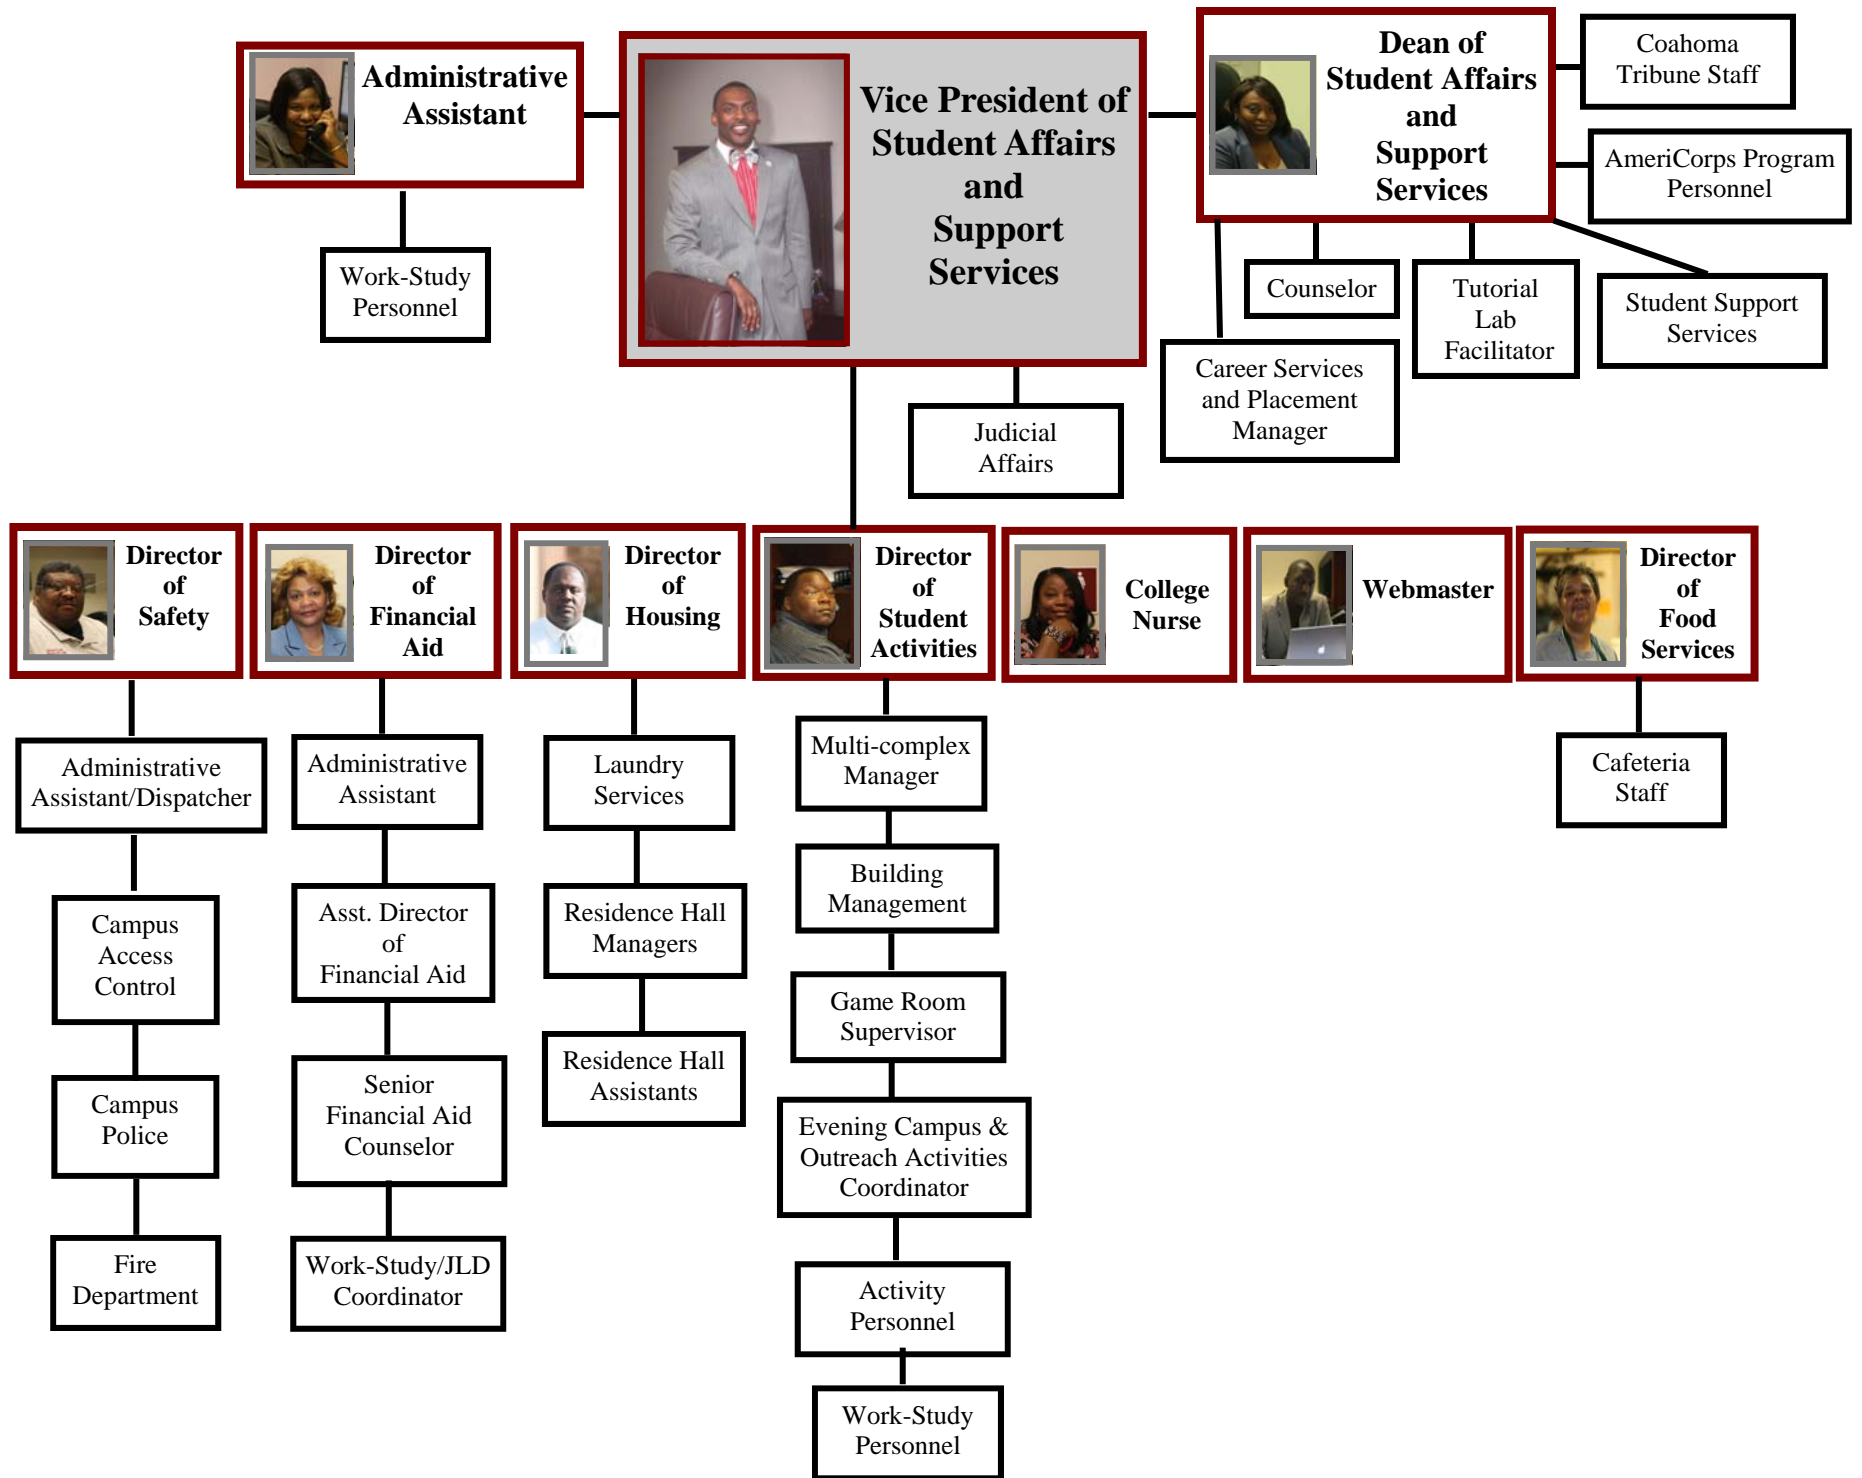 Administrative
Assistant
Vice President of
Student Affairs
and
Support
Services
Dean of
Student Affairs
and
Support
Services
Coahoma
Tribune Staff
AmeriCorps Program
Personnel
Work-Study
Personnel
Counselor
Tutorial
Lab
Facilitator
Student Support
Services
Career Services
and Placement
Manager
Judicial
Affairs
Director
of
Safety
Director
of
Financial
Aid
Director
of
Housing
Director
of
Student
Activities
College
Nurse
Webmaster
Director
of
Food
Services
Administrative
Assistant/Dispatcher
Campus
Access
Control
Campus
Police
Fire
Department
Administrative
Assistant
Asst. Director
of
Financial Aid
Senior
Financial Aid
Counselor
Work-Study/JLD
Coordinator
Laundry
Services
Residence Hall
Managers
Residence Hall
Assistants
Multi-complex
Manager
Building
Management
Game Room
Supervisor
Evening Campus &
Outreach Activities
Coordinator
Activity
Personnel
Work-Study
Personnel
Cafeteria
Staff